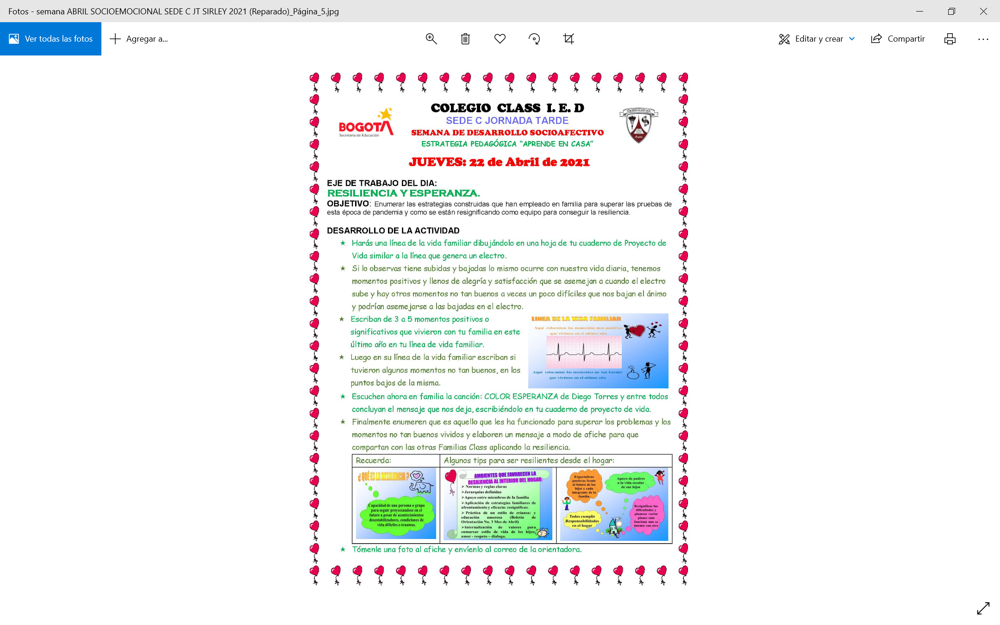 Fotos - semana ABRIL SOCIOEMOCIONAL SEDE C JT SIRLEY 2021 (Reparado)_Página_5.jpg
Ver todas las fotos
Agregar a...
Editar y crear
Compartir
COLEGIO CLASS I. E. D
SEDE C JORNADA TARDE
SEMANA DE DESARROLLO SOCIOAFECTIVO
ESTRATEGIA PEDAGÓGICA “APRENDE EN CASA”
BOGOTA
Secretaria de Educación
COLEGIO CLASS I.E.D
JUEVES: 22 de Abril de 2021
EJE DE TRABAJO DEL DIA:
RESILIENCIA Y ESPERANZA.
OBJETIVO: Enumerar las estrategias construidas que han empleado en familia para superar las pruebas de
esta época de pandemia y como se están resignificando como equipo para conseguir la resiliencia.
DESARROLLO DE LA ACTIVIDAD
★ Harás una línea de la vida familiar dibujándolo en una hoja de tu cuaderno de Proyecto de
Vida similar a la línea que genera un electro.
★ Si lo observas tiene subidas y bajadas lo mismo ocurre con nuestra vida diaria, tenemos
momentos positivos y llenos de alegría y satisfacción que se asemejan a cuando el electro
sube y hay otros momentos no tan buenos a veces un poco difíciles que nos bajan el ánimo
y podrían asemejarse a las bajadas en el electro.
★ Escriban de 3 a 5 momentos positivos o
significativos que vivieron con tu familia en este
último año en tu línea de vida familiar.
★ Luego en su línea de la vida familiar escriban si
tuvieron algunos momentos no tan buenos, en los
puntos bajos de la misma.
LINEA DE LA VIDA FAMILIAR
Aquí colocamos los momentos mas positivos
que vivimos en el ultimo año
Aquí colocamos los momentos no tan buenos
que vivimos en el ultimo año
★ Escuchen ahora en familia la canción: COLOR ESPERANZA de Diego Torres y entre todos
concluyan el mensaje que nos deja, escribiéndolo en tu cuaderno de proyecto de vida.
★ Finalmente enumeren que es aquello que les ha funcionado para superar los problemas y los
momentos no tan buenos vividos y elaboren un mensaje a modo de afiche para que
compartan con las otras Familias Class aplicando la resiliencia.
Recuerda:
Algunos tips para ser resilientes desde el hogar:
¿QUÉ ES LA RESILIENCIA?
Capacidad de una persona o grupo
para seguir proyectandose en el
futuro a pesar de acontecimientos
desestabilizadores, condiciones de
vida difíciles o traumas.
AMBIENTES QUE FAVORECEN LA
RESILIENCIA AL INTERIOR DEL HOGAR:
➢ Normas y reglas claras
➢Jerarquías definidas
➢Apoyo entre miembros de la familia
➢Aplicación de estrategias familiares de
afrontamiento y eficacia: resignificar.
➢ Práctica de un estilo de crianza: y
educación amorosa (Boletín de
Orientación No. 3 Mes de Abril)
➢Internalización de valores para
enmarcar estilo de vida de los hijos:
amor - respeto – dialogo.
Expectativas
positivas frente
al futuro de los
hijos y cada
integrante de la
familia
Apoyo de padres
a la vida escolar
de sus hijos
Todos cumplir
Responsabilidades
en el hogar
Resignificar las
dificultades y
plantear varios
planes sino
funciona uno se
intenta con otro
★ Tómenle una foto al afiche y envíenlo al correo de la orientadora.